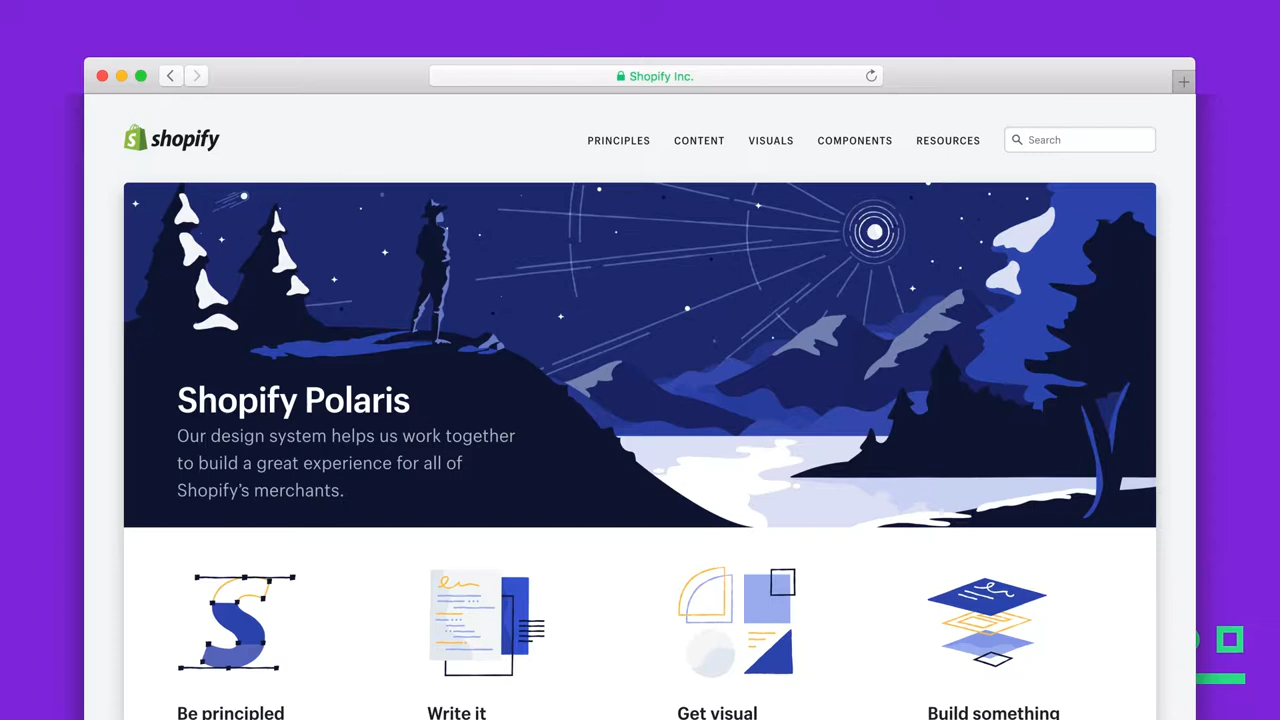 Shopify Inc.
shopify
PRINCIPLES CONTENT VISUALS COMPONENTS RESOURCES Search
Shopify Polaris
Our design system helps us work together
to build a great experience for all of
Shopify's merchants.
Be principled Write it Get visual Build something